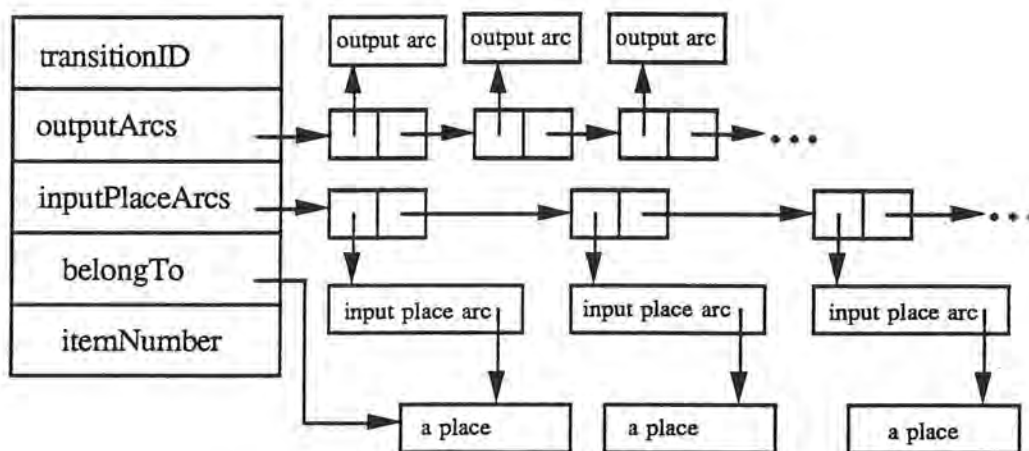 transitionID
outputArcs
inputPlaceArcs
belongTo
itemNumber
output arc
output arc
output arc
...
...
input place arc
input place arc
input place arc
a place
a place
a place